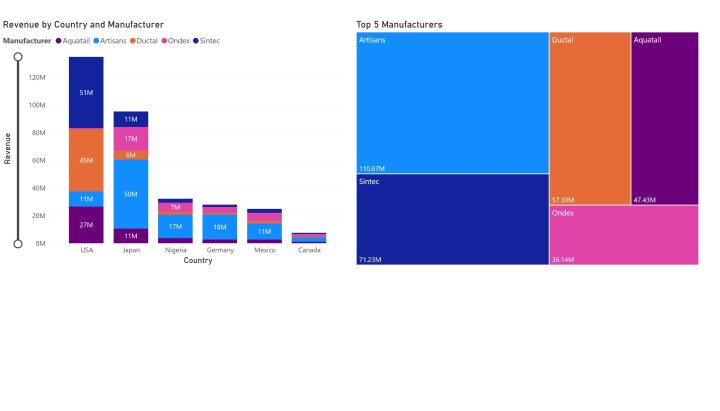 Revenue by Country and Manufacturer
Manufacturer Aquatail Artisans Ductal Ondex Sintec
Revenue
120M
100M
80M
60M
40M
20M
0M
51M
45M
11M
27M
11M
17M
6M
50M
11M
7M
17M
18M
11M
USA Japan Nigeria Germany Mexico Canada
Country
Top 5 Manufacturers
Artisans
110.67M
Sintec
71.23M
Ductal
57.30M
Aquatail
47.43M
Ondex
36.14M